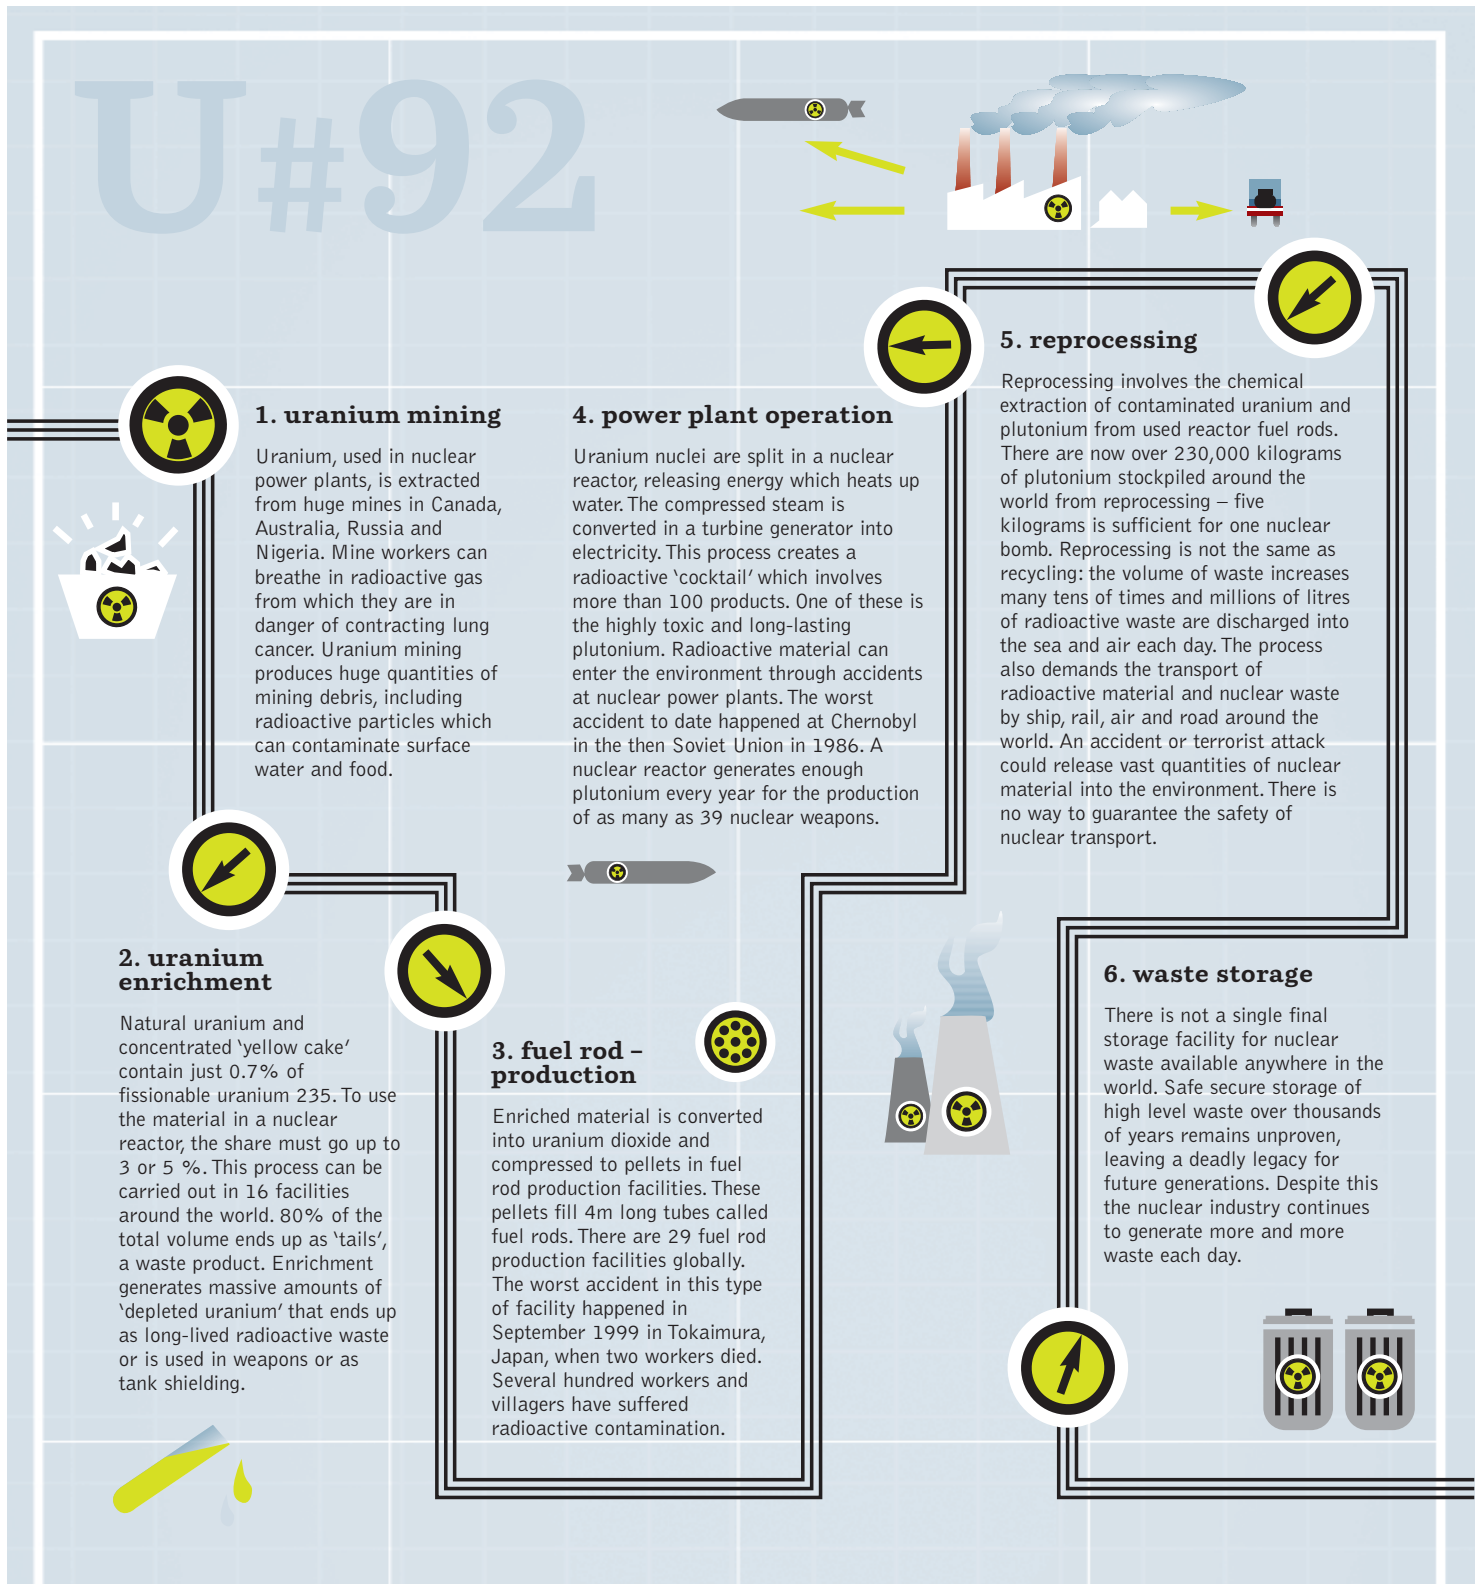 U#92
1. uranium mining
Uranium, used in nuclear
power plants, is extracted
from huge mines in Canada,
Australia, Russia and
Nigeria. Mine workers can
breathe in radioactive gas
from which they are in
danger of contracting lung
cancer. Uranium mining
produces huge quantities of
mining debris, including
radioactive particles which
can contaminate surface
water and food.
2. uranium
enrichment
Natural uranium and
concentrated ‘yellow cake’
contain just 0.7% of
fissionable uranium 235. To use
the material in a nuclear
reactor, the share must go up to
3 or 5 %. This process can be
carried out in 16 facilities
around the world. 80% of the
total volume ends up as ‘tails’,
a waste product. Enrichment
generates massive amounts of
‘depleted uranium’ that ends up
as long-lived radioactive waste
or is used in weapons or as
tank shielding.
3. fuel rod –
production
Enriched material is converted
into uranium dioxide and
compressed to pellets in fuel
rod production facilities. These
pellets fill 4m long tubes called
fuel rods. There are 29 fuel rod
production facilities globally.
The worst accident in this type
of facility happened in
September 1999 in Tokaimura,
Japan, when two workers died.
Several hundred workers and
villagers have suffered
radioactive contamination.
4. power plant operation
Uranium nuclei are split in a nuclear
reactor, releasing energy which heats up
water. The compressed steam is
converted in a turbine generator into
electricity. This process creates a
radioactive ‘cocktail’ which involves
more than 100 products. One of these is
the highly toxic and long-lasting
plutonium. Radioactive material can
enter the environment through accidents
at nuclear power plants. The worst
accident to date happened at Chernobyl
in the then Soviet Union in 1986. A
nuclear reactor generates enough
plutonium every year for the production
of as many as 39 nuclear weapons.
5. reprocessing
Reprocessing involves the chemical
extraction of contaminated uranium and
plutonium from used reactor fuel rods.
There are now over 230,000 kilograms
of plutonium stockpiled around the
world from reprocessing – five
kilograms is sufficient for one nuclear
bomb. Reprocessing is not the same as
recycling: the volume of waste increases
many tens of times and millions of litres
of radioactive waste are discharged into
the sea and air each day. The process
also demands the transport of
radioactive material and nuclear waste
by ship, rail, air and road around the
world. An accident or terrorist attack
could release vast quantities of nuclear
material into the environment. There is
no way to guarantee the safety of
nuclear transport.
6. waste storage
There is not a single final
storage facility for nuclear
waste available anywhere in the
world. Safe secure storage of
high level waste over thousands
of years remains unproven,
leaving a deadly legacy for
future generations. Despite this
the nuclear industry continues
to generate more and more
waste each day.